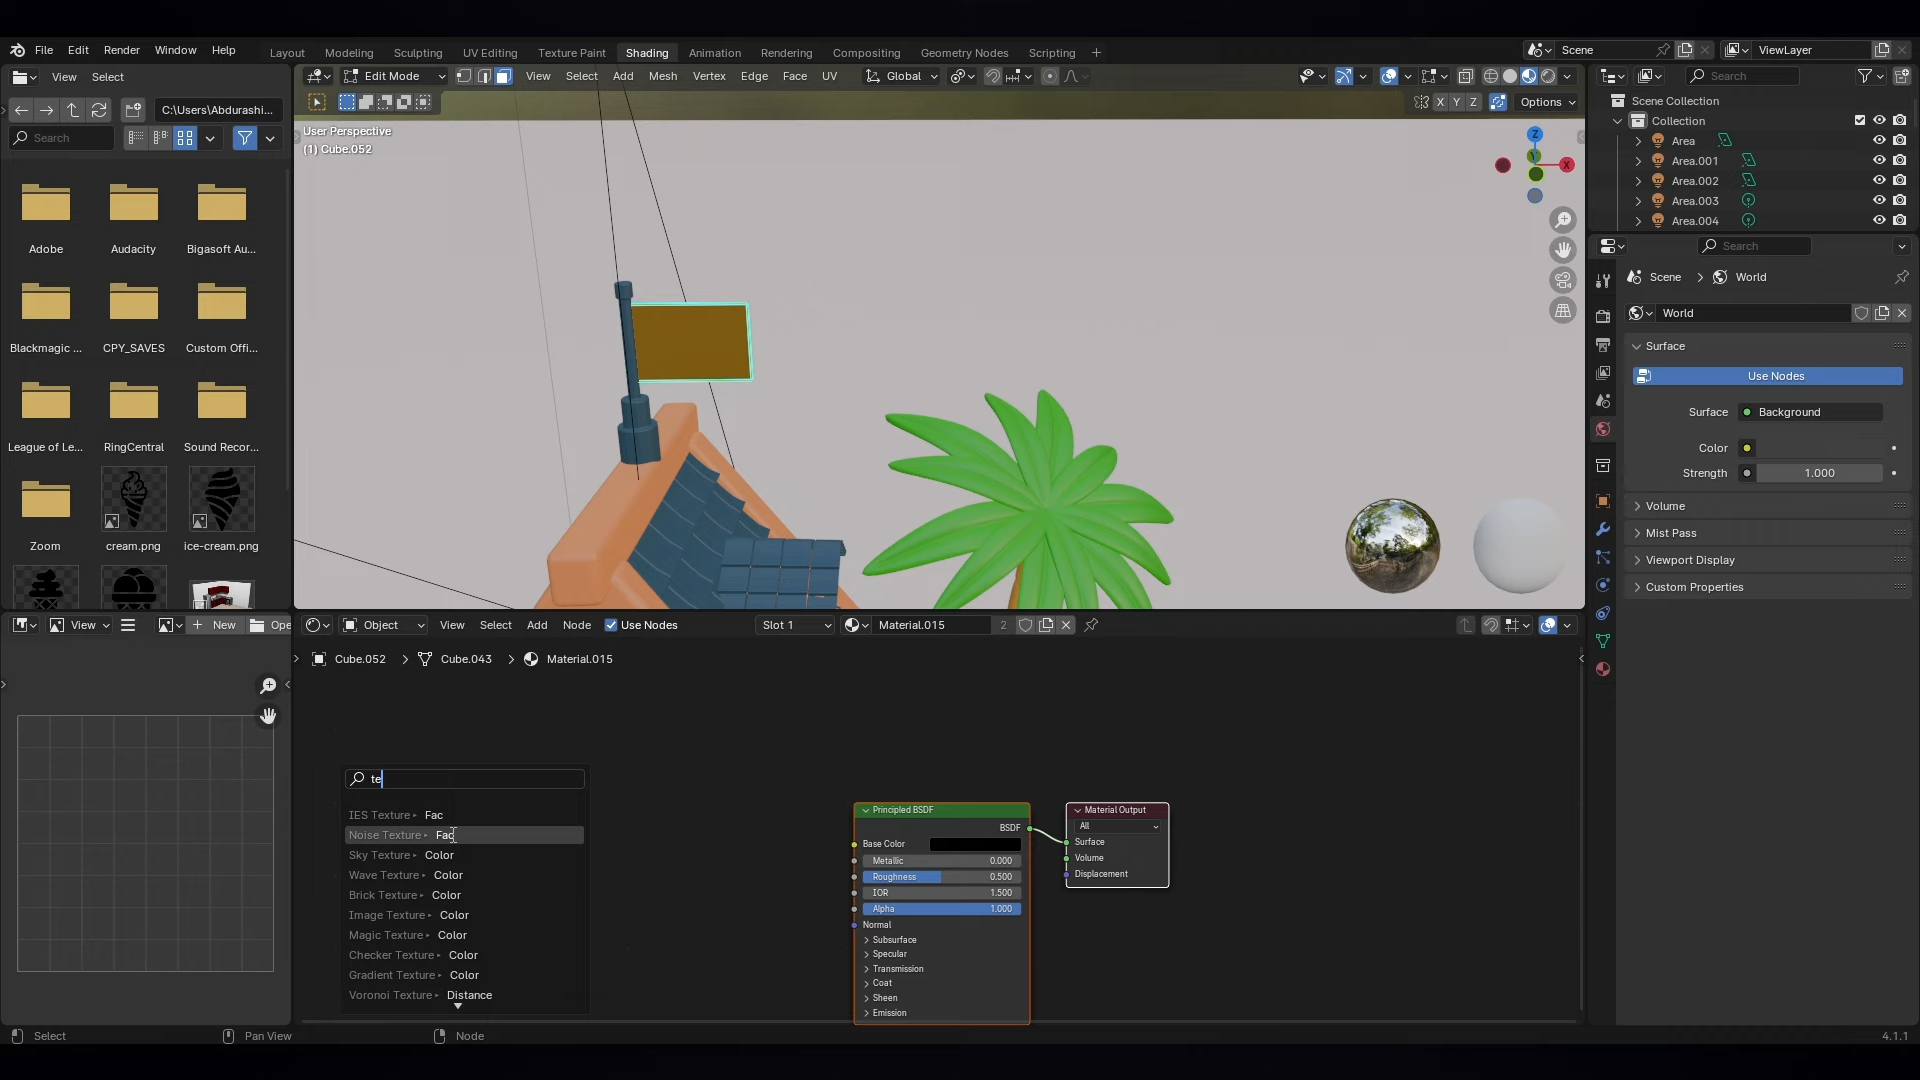 File Edit Render Window Help
Layout Modeling Sculpting UV Editing Texture Paint Shading Animation Rendering Compositing Geometry Nodes Scripting
Scene
ViewLayer
View Select
Edit Mode
View Select Add Mesh Vertex Edge Face UV
Global
Search
C:\Users\Abdurashi...
X Y Z
Options
Scene Collection
Collection
Area
Area.001
Area.002
Area.003
Area.004
Search
User Perspective
(1) Cube.052
Z
Y
X
Adobe
Audacity
Bigasoft Au...
Blackmagic ...
CPY_SAVES
Custom Offi...
League of Le...
RingCentral
Sound Recor...
Zoom
cream.png
ice-cream.png
Search
Scene
World
World
Surface
Use Nodes
Surface
Background
Color
Strength
1.000
Volume
Mist Pass
Viewport Display
Custom Properties
View
New
Ope
Object
View Select Add Node
Use Nodes
Slot 1
Material.015
2
Cube.052
Cube.043
Material.015
te
IES Texture Fac
Noise Texture Fac
Sky Texture Color
Wave Texture Color
Brick Texture Color
Image Texture Color
Magic Texture Color
Checker Texture Color
Gradient Texture Color
Voronoi Texture Distance
Principled BSDF
BSDF
Base Color
Metallic 0.000
Roughness 0.500
IOR 1.500
Alpha 1.000
Normal
Subsurface
Specular
Transmission
Coat
Sheen
Emission
Material Output
All
Surface
Volume
Displacement
Select
Pan View
Node
4.1.1